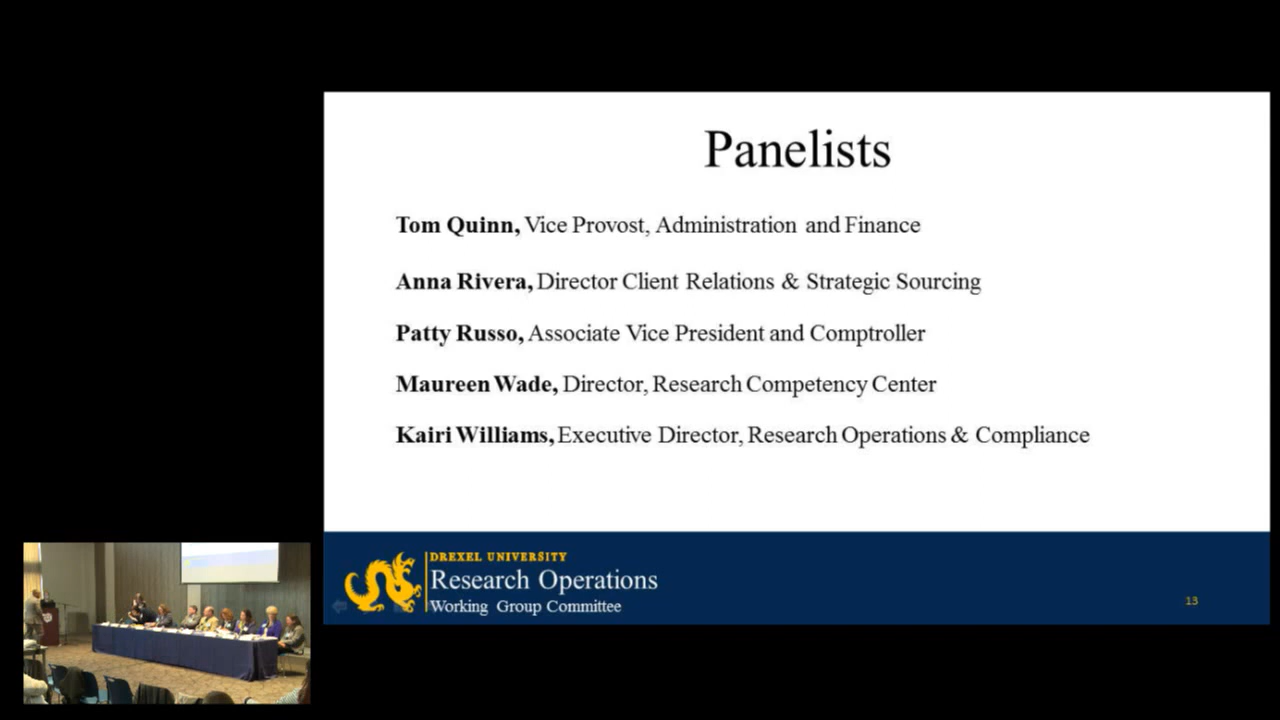 Panelists
Tom Quinn, Vice Provost, Administration and Finance
Anna Rivera, Director Client Relations & Strategic Sourcing
Patty Russo, Associate Vice President and Comptroller
Maureen Wade, Director, Research Competency Center
Kairi Williams, Executive Director, Research Operations & Compliance
DREXEL UNIVERSITY
Research Operations
Working Group Committee
13